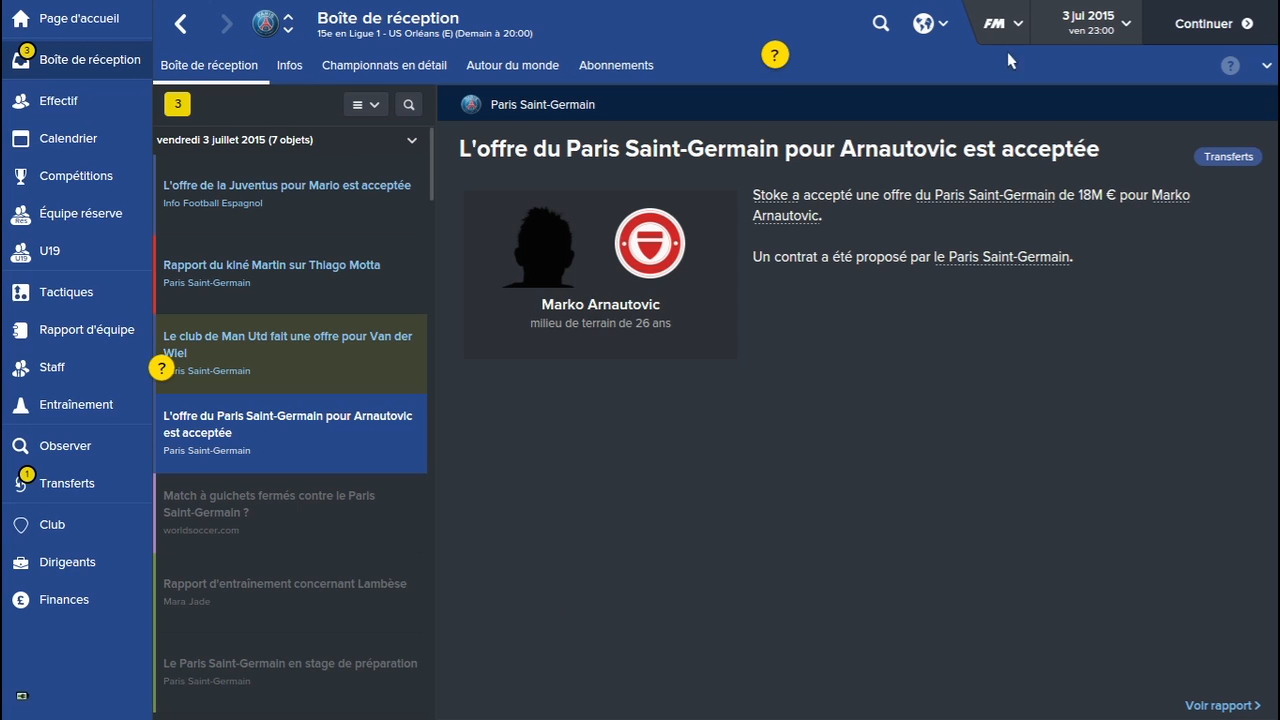 Page d'accueil
3
Boîte de réception
Effectif
Calendrier
Compétitions
Rés
Équipe réserve
U19
U19
Tactiques
Rapport d'équipe
Staff
Entraînement
Observer
1
Transferts
Club
Dirigeants
£
Finances
Boîte de réception
15e en Ligue 1 - US Orléans (E) (Demain à 20:00)
?
FM
3 jul 2015
ven 23:00
Continuer
Boîte de réception
Infos
Championnats en détail
Autour du monde
Abonnements
?
3
vendredi 3 juillet 2015 (7 objets)
L'offre de la Juventus pour Mario est acceptée
Info Football Espagnol
Rapport du kiné Martin sur Thiago Motta
Paris Saint-Germain
Le club de Man Utd fait une offre pour Van der
Wiel
?
Paris Saint-Germain
L'offre du Paris Saint-Germain pour Arnautovic
est acceptée
Paris Saint-Germain
Match à guichets fermés contre le Paris
Saint-Germain ?
worldsoccer.com
Rapport d'entraînement concernant Lambèse
Mara Jade
Le Paris Saint-Germain en stage de préparation
Paris Saint-Germain
Paris Saint-Germain
L'offre du Paris Saint-Germain pour Arnautovic est acceptée
Transferts
Marko Arnautovic
milieu de terrain de 26 ans
Stoke a accepté une offre du Paris Saint-Germain de 18M € pour Marko
Arnautovic.
Un contrat a été proposé par le Paris Saint-Germain.
Voir rapport >